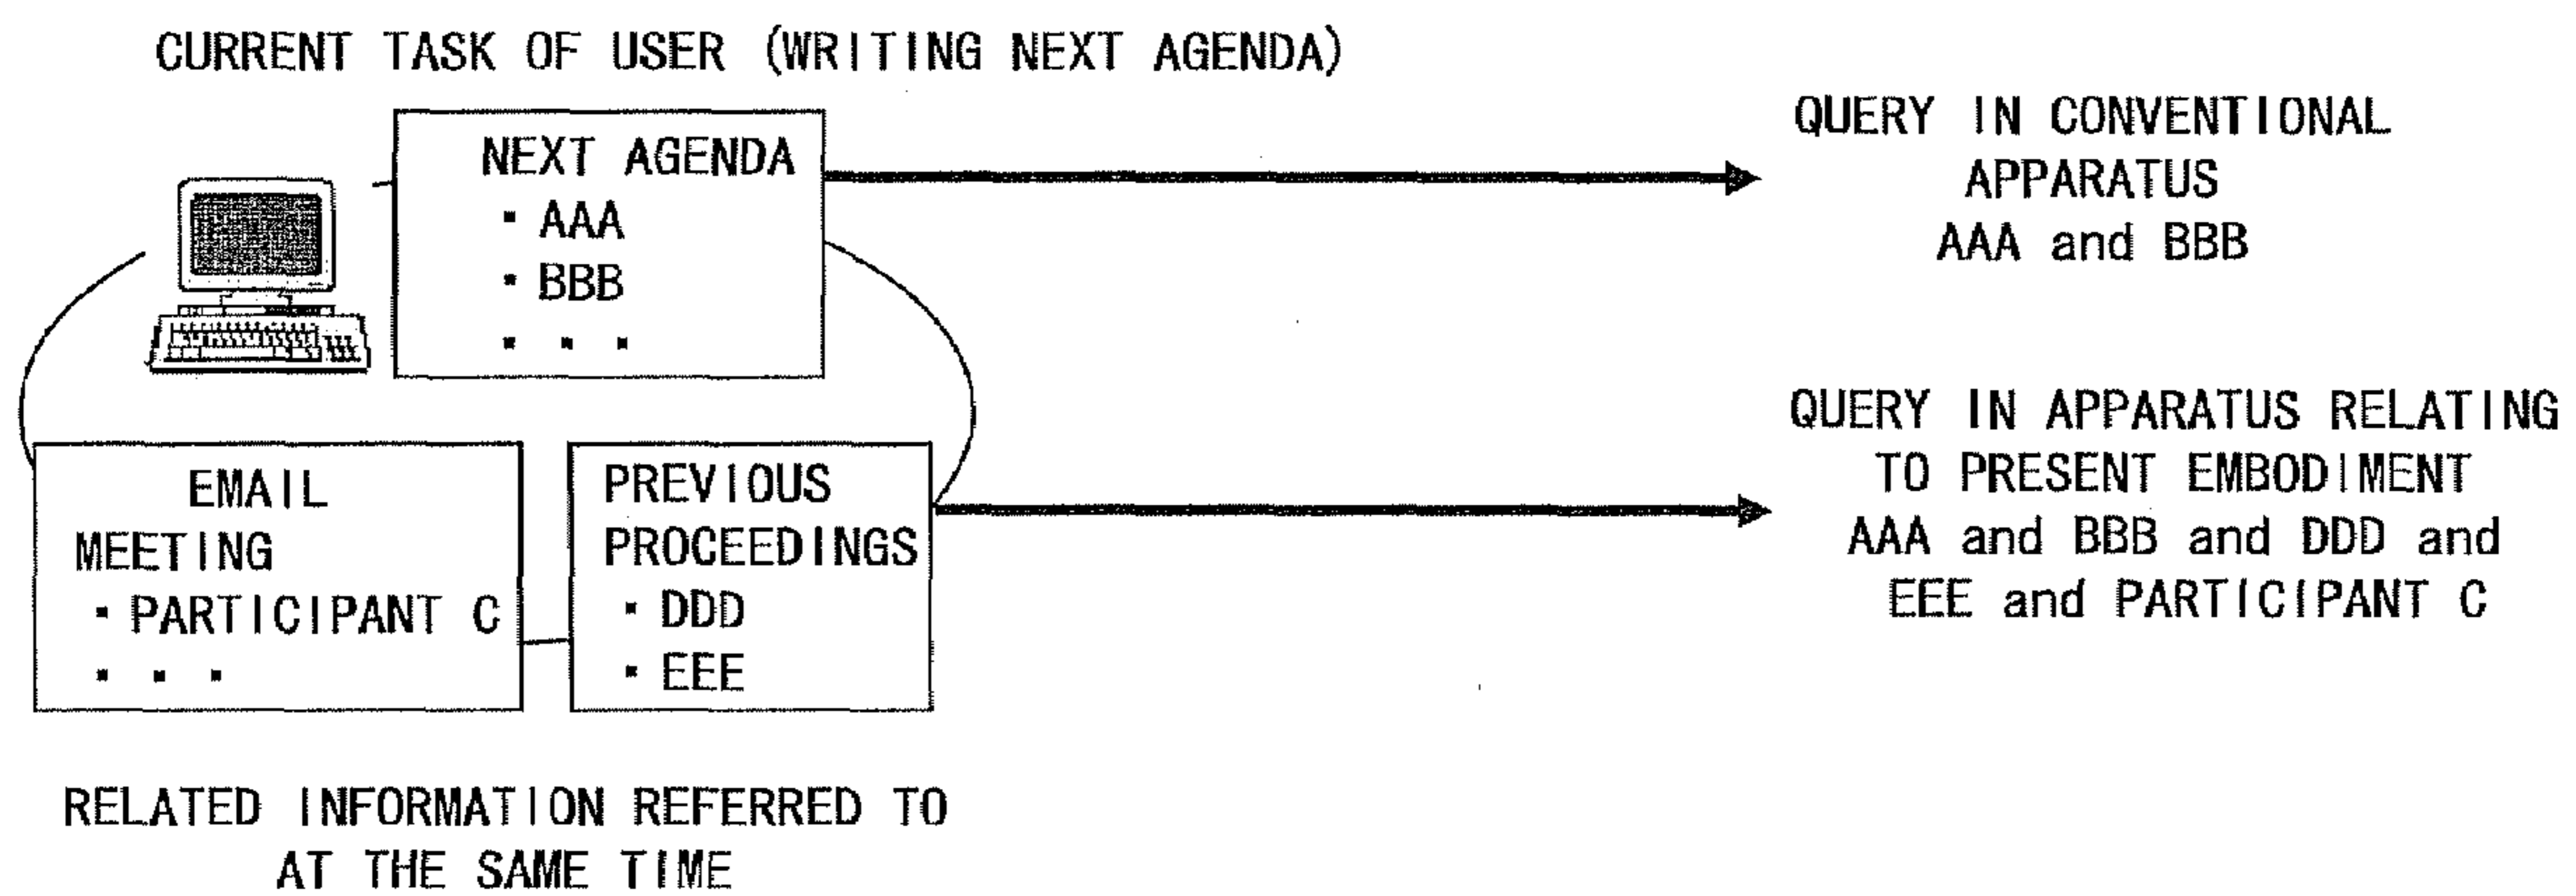 CURRENT TASK OF USER (WRITING NEXT AGENDA)
NEXT AGENDA
・AAA
・BBB
・・・
QUERY IN CONVENTIONAL
APPARATUS
AAA and BBB
EMAIL
MEETING
・PARTICIPANT C
・・・
PREVIOUS
PROCEEDINGS
・DDD
・EEE
QUERY IN APPARATUS RELATING
TO PRESENT EMBODIMENT
AAA and BBB and DDD and
EEE and PARTICIPANT C
RELATED INFORMATION REFERRED TO
AT THE SAME TIME